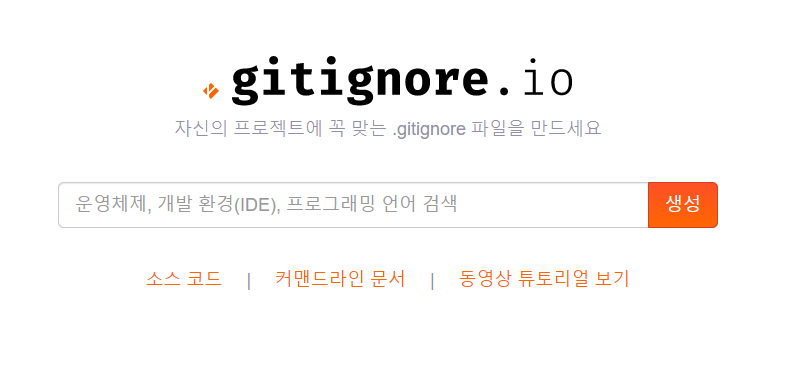 gitignore.io
자신의 프로젝트에 꼭 맞는 .gitignore 파일을 만드세요
운영체제, 개발 환경(IDE), 프로그래밍 언어 검색 생성
소스 코드 | 커맨드라인 문서 | 동영상 튜토리얼 보기